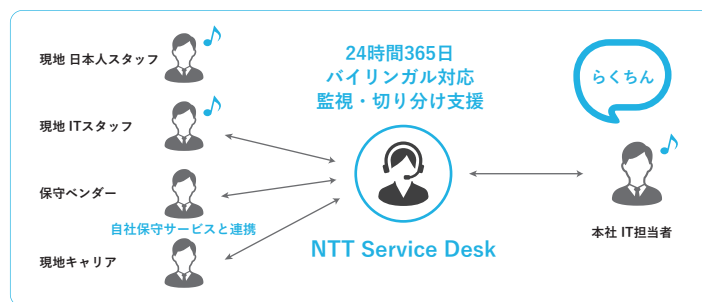 現地 日本人スタッフ
現地 ITスタッフ
保守ベンダー
自社保守サービスと連携
現地キャリア
24時間365日
バイリンガル対応
監視・切り分け支援
NTT Service Desk
らくちん
本社 IT担当者